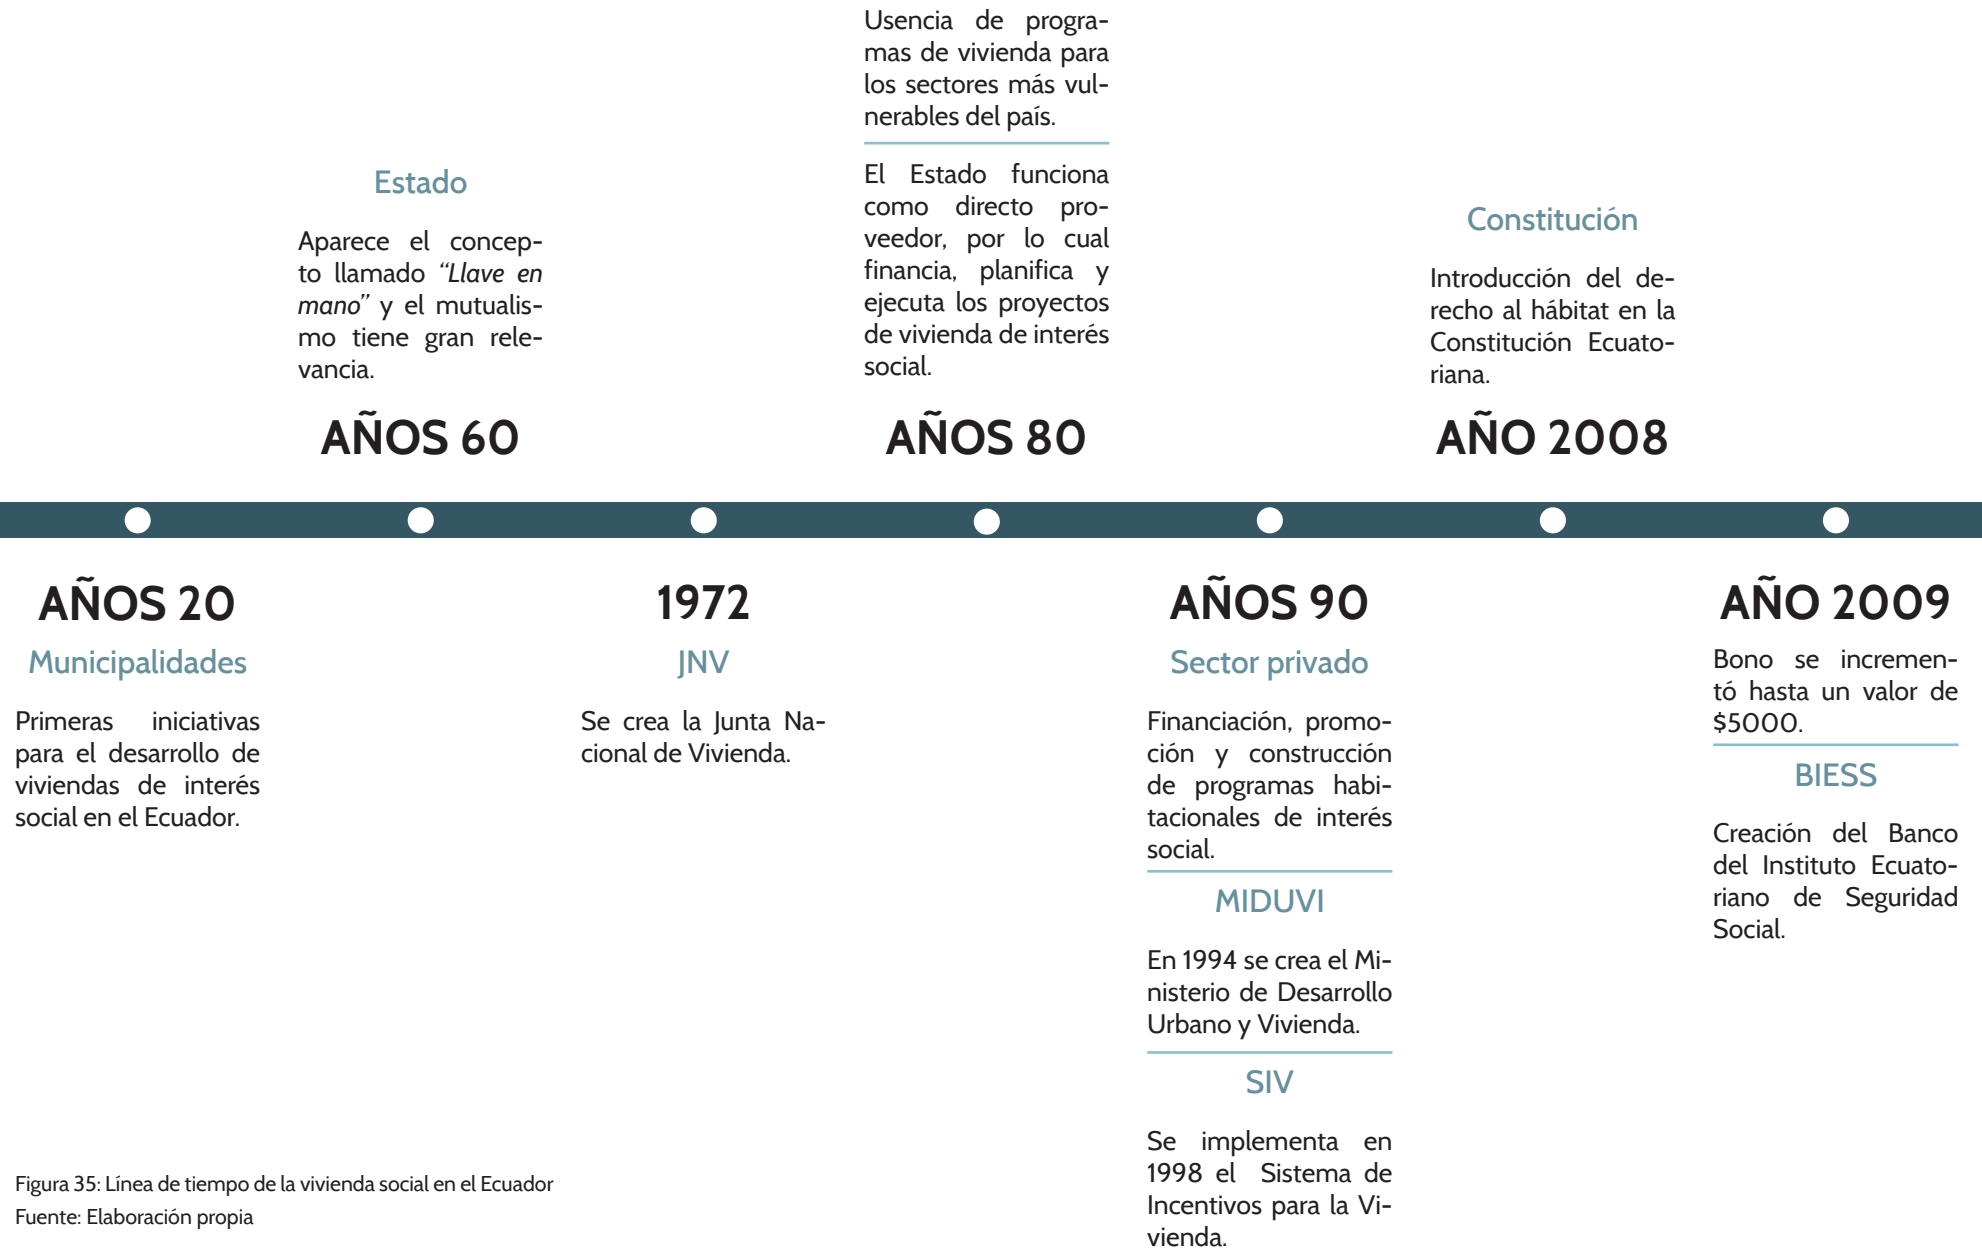 Usencia de progra-
mas de vivienda para
los sectores más vul-
nerables del país.
El Estado funciona
como directo pro-
veedor, por lo cual
financia, planifica y
ejecuta los proyectos
de vivienda de interés
social.
AÑOS 80
Estado
Aparece el concep-
to llamado “Llave en
mano” y el mutualis-
mo tiene gran rele-
vancia.
AÑOS 60
Constitución
Introducción del de-
recho al hábitat en la
Constitución Ecuato-
riana.
AÑO 2008
AÑOS 20
Municipalidades
Primeras iniciativas
para el desarrollo de
viviendas de interés
social en el Ecuador.
1972
JNV
Se crea la Junta Na-
cional de Vivienda.
AÑOS 90
Sector privado
Financiación, promo-
ción y construcción
de programas habi-
tacionales de interés
social.
MIDUVI
En 1994 se crea el Mi-
nisterio de Desarrollo
Urbano y Vivienda.
SIV
Se implementa en
1998 el Sistema de
Incentivos para la Vi-
vienda.
AÑO 2009
Bono se incremen-
tó hasta un valor de
$5000.
BIESS
Creación del Banco
del Instituto Ecuato-
riano de Seguridad
Social.
Figura 35: Línea de tiempo de la vivienda social en el Ecuador
Fuente: Elaboración propia